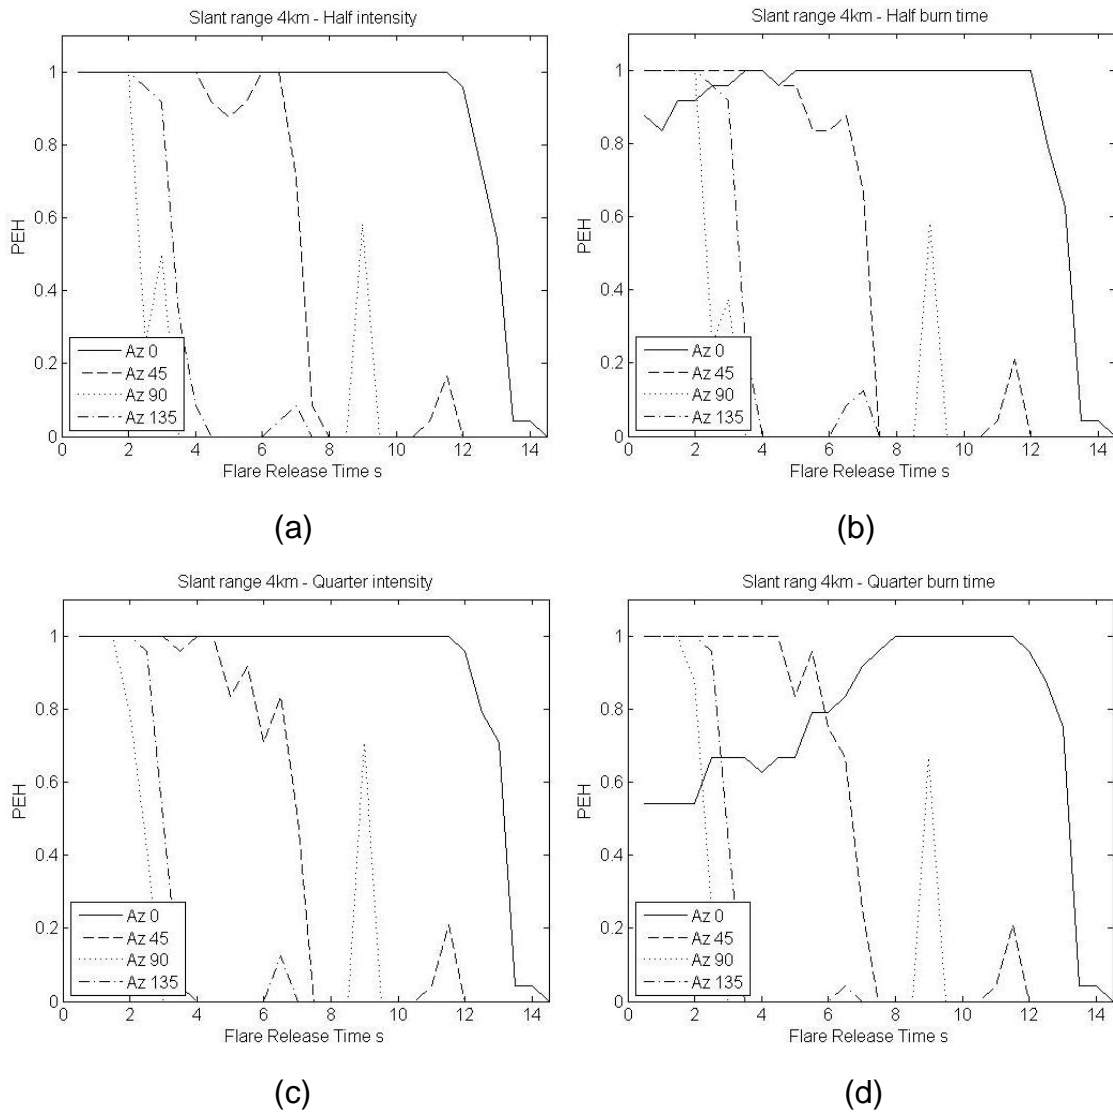 Slant range 4km - Half intensity
1
0.8
0.6
0.4
0.2
0
PEH
Az 0
Az 45
Az 90
Az 135
0 2 4 6 8 10 12 14
Flare Release Time s
(a)
Slant range 4km - Half burn time
1
0.8
0.6
0.4
0.2
0
PEH
Az 0
Az 45
Az 90
Az 135
0 2 4 6 8 10 12 14
Flare Release Time s
(b)
Slant range 4km - Quarter intensity
1
0.8
0.6
0.4
0.2
0
PEH
Az 0
Az 45
Az 90
Az 135
0 2 4 6 8 10 12 14
Flare Release Time s
(c)
Slant rang 4km - Quarter burn time
1
0.8
0.6
0.4
0.2
0
PEH
Az 0
Az 45
Az 90
Az 135
0 2 4 6 8 10 12 14
Flare Release Time s
(d)